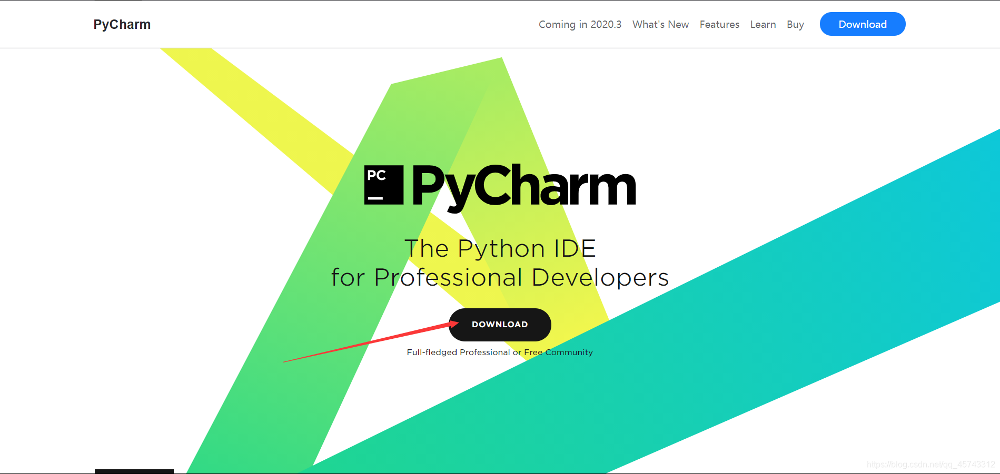 PyCharm
Coming in 2020.3 What's New Features Learn Buy Download
PC
PyCharm
The Python IDE
for Professional Developers
DOWNLOAD
Full-fledged Professional or Free Community
https://blog.csdn.net/qq_45743312